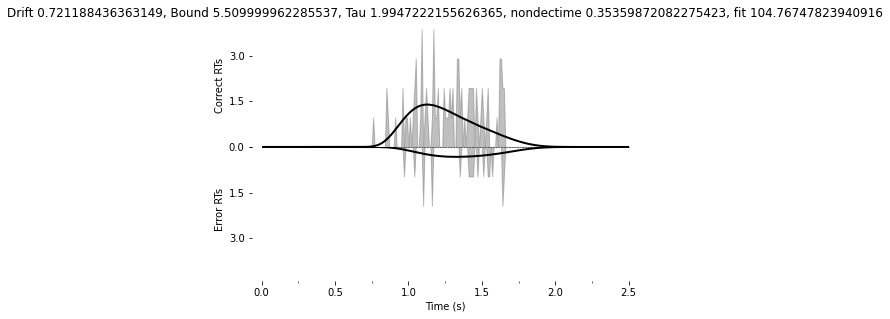 Drift 0.721188436363149, Bound 5.509999962285537, Tau 1.9947222155626365, nondectime 0.35359872082275423, fit 104.76747823940916
3.0
Correct RTs
1.5
0.0
1.5
Error RTs
3.0
0.0 0.5 1.0 1.5 2.0 2.5
Time (s)